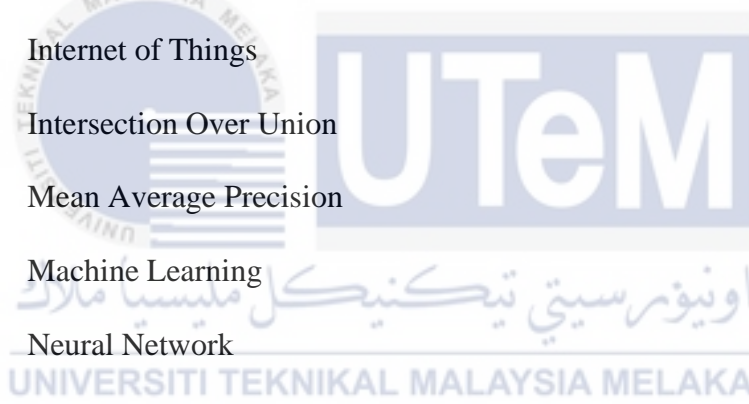 Internet of Things
UTeM
Intersection Over Union
Mean Average Precision
Machine Learning
اونيۏرسيتي تيكنيكل مليسيا ملاك
Neural Network
UNIVERSITI TEKNIKAL MALAYSIA MELAKA